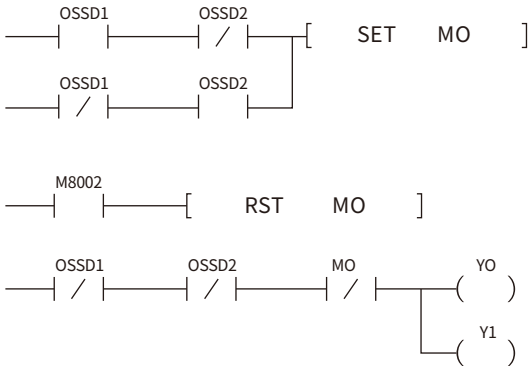 OSSD1 OSSD2
SET MO
OSSD1 OSSD2
M8002
RST MO
OSSD1 OSSD2 MO YO
Y1